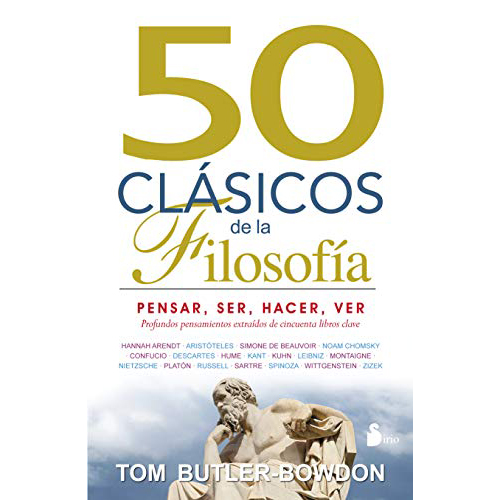 50
CLÁSICOS
de la
Filosofía
PENSAR, SER, HACER, VER
Profundos pensamientos extraídos de cincuenta libros clave
HANNAH ARENDT · ARISTÓTELES · SIMONE DE BEAUVOIR · NOAM CHOMSKY
· CONFUCIO · DESCARTES · HUME · KANT · KUHN · LEIBNIZ · MONTAIGNE ·
NIETZSCHE · PLATÓN · RUSSELL · SARTRE · SPINOZA · WITTGENSTEIN · ZIZEK
Sirio
TOM BUTLER-BOWDON